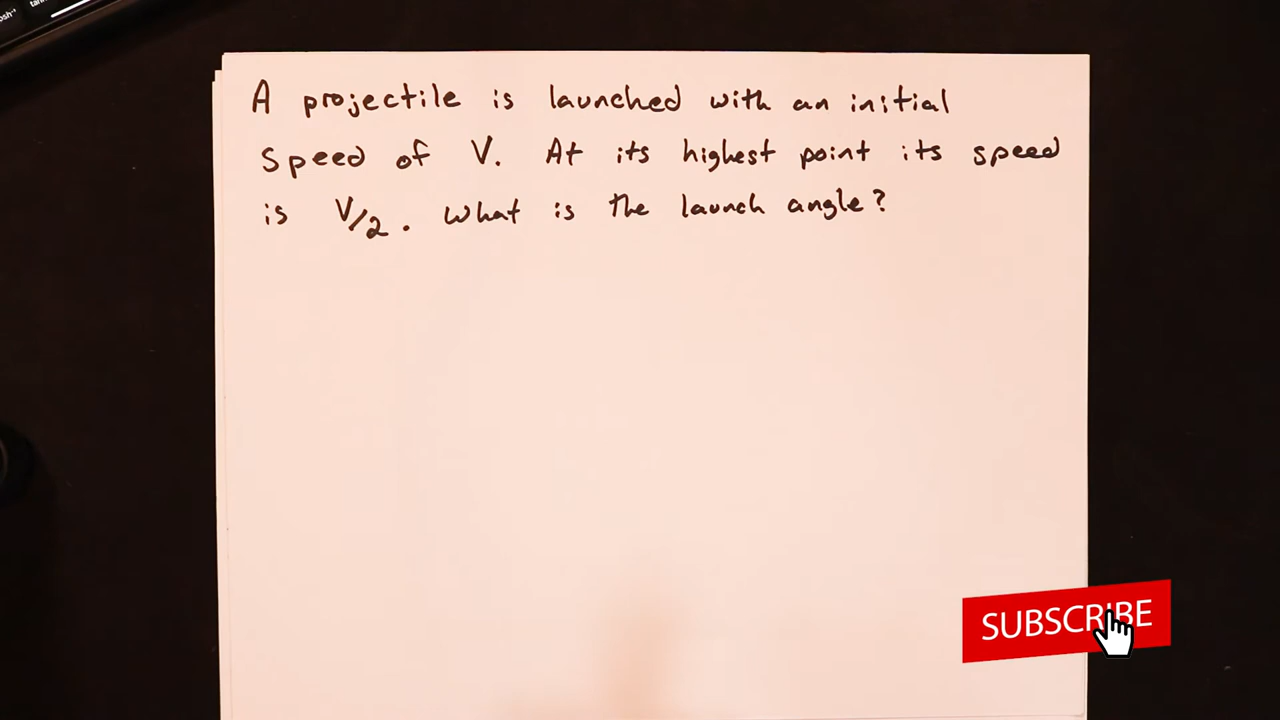 A projectile is launched with an initial
speed of V. At its highest point its speed
is V/2. What is the launch angle?
SUBSCRIBE